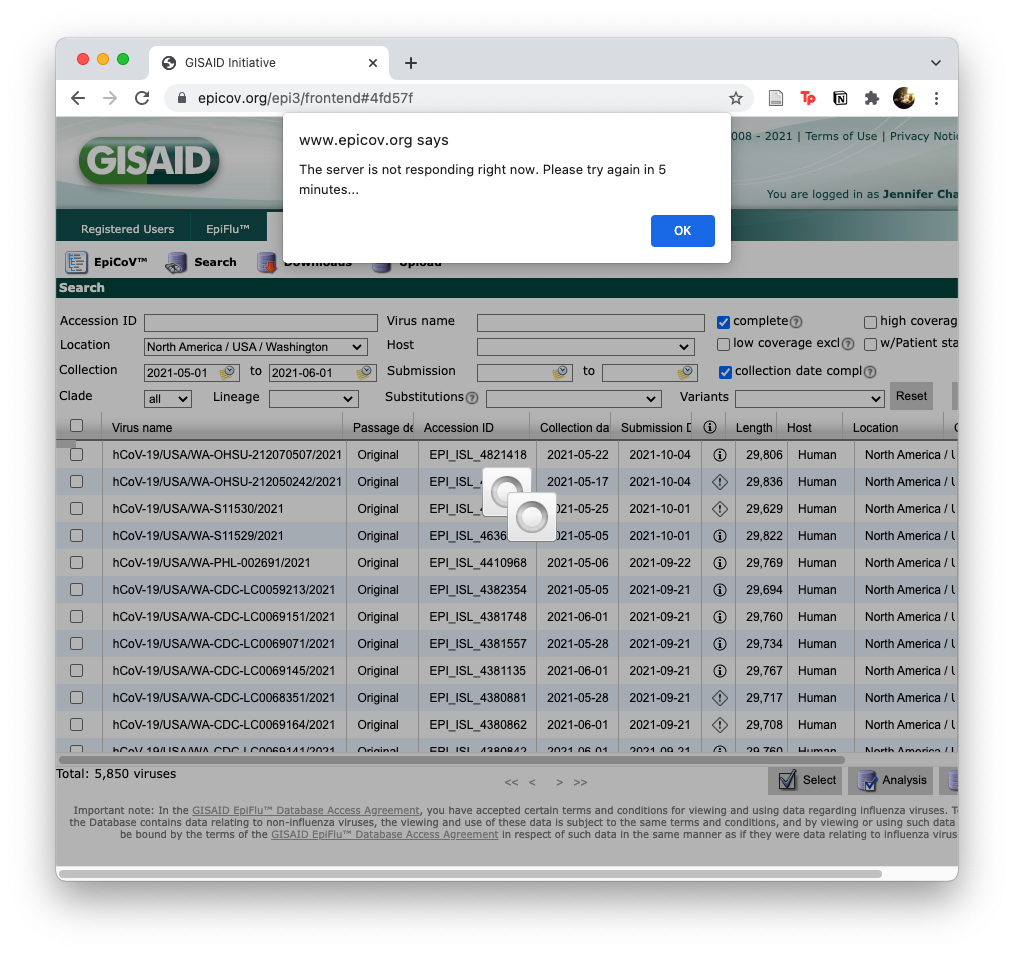 GISAID Initiative
epicov.org/epi3/frontend#4fd57f
Tp
www.epicov.org says
The server is not responding right now. Please try again in 5
minutes...
OK
008 - 2021 | Terms of Use | Privacy Notic
GISAID
You are logged in as Jennifer Cha
Registered Users EpiFlu™
EpiCoV™ Search Downloads Upload
Search
Accession ID Virus name complete high coverag
Location North America / USA / Washington Host low coverage excl w/Patient sta
Collection 2021-05-01 to 2021-06-01 Submission to collection date compl
Clade all Lineage Substitutions Variants Reset
Virus name Passage de Accession ID Collection da Submission D Length Host Location
hCoV-19/USA/WA-OHSU-212070507/2021 Original EPI_ISL_4821418 2021-05-22 2021-10-04 29,806 Human North America / U
hCoV-19/USA/WA-OHSU-212050242/2021 Original EPI_ISL_ 2021-05-17 2021-10-04 29,836 Human North America / U
hCoV-19/USA/WA-S11530/2021 Original EPI_ISL_ 2021-05-25 2021-10-01 29,629 Human North America / U
hCoV-19/USA/WA-S11529/2021 Original EPI_ISL_4636 2021-05-05 2021-10-01 29,822 Human North America / U
hCoV-19/USA/WA-PHL-002691/2021 Original EPI_ISL_4410968 2021-05-06 2021-09-22 29,769 Human North America / U
hCoV-19/USA/WA-CDC-LC0059213/2021 Original EPI_ISL_4382354 2021-05-05 2021-09-21 29,694 Human North America / U
hCoV-19/USA/WA-CDC-LC0069151/2021 Original EPI_ISL_4381748 2021-06-01 2021-09-21 29,760 Human North America / U
hCoV-19/USA/WA-CDC-LC0069071/2021 Original EPI_ISL_4381557 2021-05-28 2021-09-21 29,734 Human North America / U
hCoV-19/USA/WA-CDC-LC0069145/2021 Original EPI_ISL_4381135 2021-06-01 2021-09-21 29,767 Human North America / U
hCoV-19/USA/WA-CDC-LC0068351/2021 Original EPI_ISL_4380881 2021-05-28 2021-09-21 29,717 Human North America / U
hCoV-19/USA/WA-CDC-LC0069164/2021 Original EPI_ISL_4380862 2021-06-01 2021-09-21 29,708 Human North America / U
hCoV-19/USA/WA-CDC-LC0069141/2021 Original EPI_ISL_4380842 2021-06-01 2021-09-21 29,760 Human North America / U
Total: 5,850 viruses << < > >> Select Analysis
Important note: In the GISAID EpiFlu™ Database Access Agreement, you have accepted certain terms and conditions for viewing and using data regarding influenza viruses. T
the Database contains data relating to non-influenza viruses, the viewing and use of these data is subject to the same terms and conditions, and by viewing or using such data
be bound by the terms of the GISAID EpiFlu™ Database Access Agreement in respect of such data in the same manner as if they were data relating to influenza virus